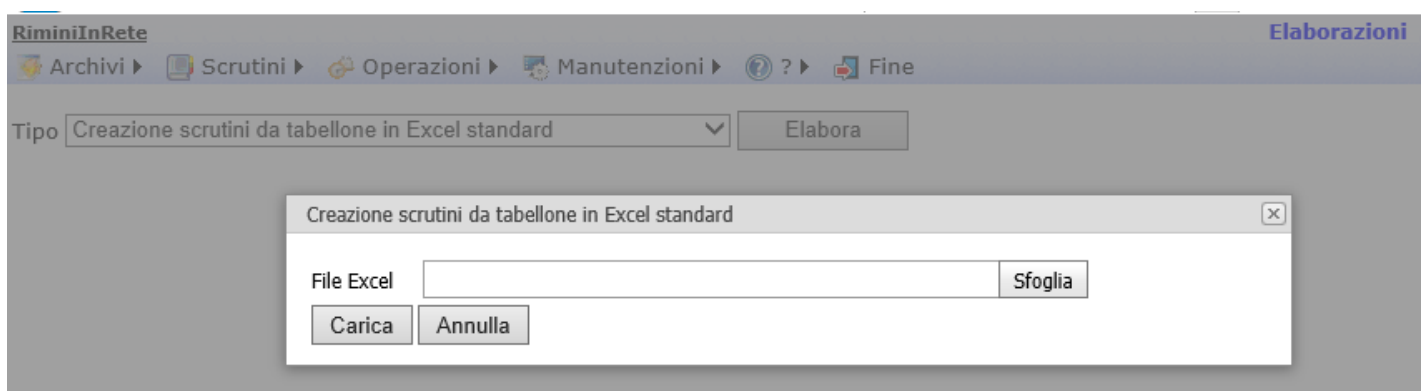 RiminiInRete
Elaborazioni
Archivi Scrutini Operazioni Manutenzioni ? ? Fine
Tipo Creazione scrutini da tabellone in Excel standard Elabora
Creazione scrutini da tabellone in Excel standard
File Excel Sfoglia
Carica Annulla